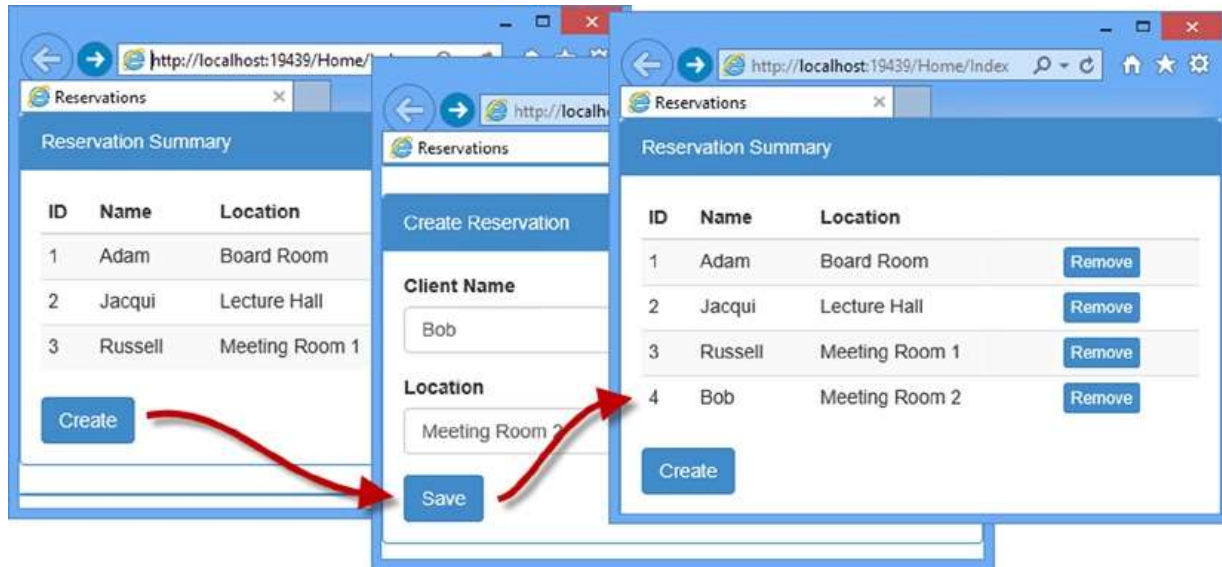 http://localhost:19439/Home/
Reservations
Reservation Summary
ID Name Location
1 Adam Board Room
2 Jacqui Lecture Hall
3 Russell Meeting Room 1
Create
http://localh
Reservations
Create Reservation
Client Name
Bob
Location
Meeting Room 2
Save
http://localhost:19439/Home/Index
Reservations
Reservation Summary
ID Name Location
1 Adam Board Room Remove
2 Jacqui Lecture Hall Remove
3 Russell Meeting Room 1 Remove
4 Bob Meeting Room 2 Remove
Create